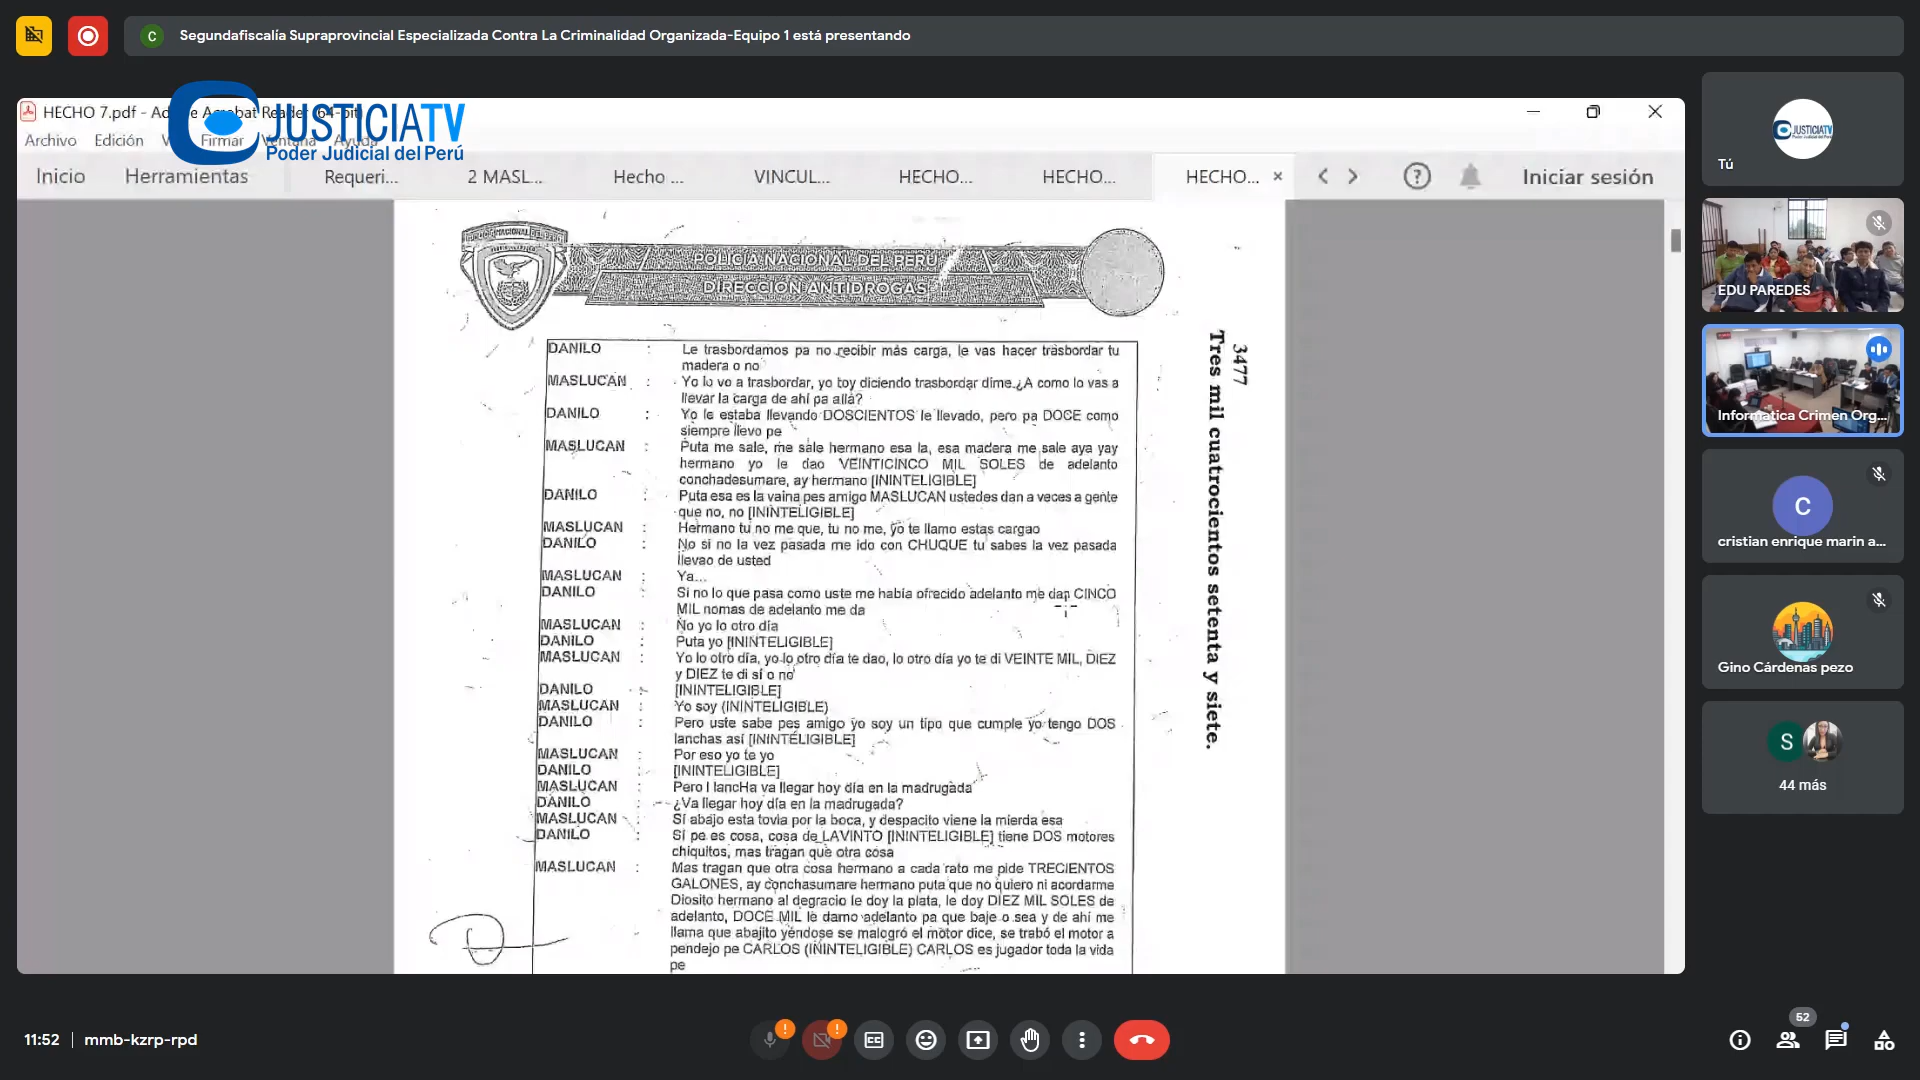 C
Segundafiscalía Supraprovincial Especializada Contra La Criminalidad Organizada-Equipo 1 está presentando
HECHO 7.pdf - Adobe Acrobat Reader (64-bit)
Archivo Edición Firmar Ventana Ayuda
JUSTICIATV
Poder Judicial del Perú
Inicio Herramientas Requeri... 2 MASL... Hecho ... VINCUL... HECHO... HECHO... HECHO... × Iniciar sesión
POLICÍA NACIONAL DEL PERÚ
DIRECCIÓN ANTIDROGAS
3477
Tres mil cuatrocientos setenta y siete.
DANILO : Le trasbordamos pa no recibir más carga, le vas hacer trasbordar tu
madera o no
MASLUCAN : Yo lo vo a trasbordar, yo toy diciendo trasbordar dime ¿A como lo vas a
llevar la carga de ahí pa allá?
DANILO : Yo le estaba llevando DOSCIENTOS le llevado, pero pa DOCE como
siempre llevo pe
MASLUCAN : Puta me sale, me sale hermano esa la, esa madera me sale aya yay
hermano yo le dao VEINTICINCO MIL SOLES de adelanto
conchadesumare, ay hermano [ININTELIGIBLE]
DANILO : Puta esa es la vaina pes amigo MASLUCAN ustedes dan a veces a gente
que no, no [ININTELIGIBLE]
MASLUCAN : Hermano tu no me que, tu no me, yo te llamo estas cargao
DANILO : No si no la vez pasada me ido con CHUQUE tu sabes la vez pasada
llevao de usted
MASLUCAN : Ya...
DANILO : Si no lo que pasa como uste me había ofrecido adelanto me dan CINCO
MIL nomas de adelanto me da
MASLUCAN : No yo lo otro día
DANILO : Puta yo [ININTELIGIBLE]
MASLUCAN : Yo lo otro día, yo lo otro día te dao, lo otro día yo te di VEINTE MIL, DIEZ
y DIEZ te di sí o no
DANILO : [ININTELIGIBLE]
MASLUCAN : Yo soy (ININTELIGIBLE)
DANILO : Pero uste sabe pes amigo yo soy un tipo que cumple yo tengo DOS
lanchas así [ININTELIGIBLE]
MASLUCAN : Por eso yo te yo
DANILO : [ININTELIGIBLE]
MASLUCAN : Pero l lancHa va llegar hoy día en la madrugada
DANILO : ¿Va llegar hoy día en la madrugada?
MASLUCAN : Sí abajo esta tovia por la boca, y despacito viene la mierda esa
DANILO : Sí pe es cosa, cosa de LAVINTO [ININTELIGIBLE] tiene DOS motores
chiquitos, mas tragan que otra cosa
MASLUCAN : Mas tragan que otra cosa hermano a cada rato me pide TRECIENTOS
GALONES, ay conchasumare hermano puta que no quiero ni acordarme
Diosito hermano al degracio le doy la plata, le doy DIEZ MIL SOLES de
adelanto, DOCE MIL le damo adelanto pa que baje o sea y de ahí me
llama que abajito yéndose se malogró el motor dice, se trabó el motor a
pendejo pe CARLOS (ININTELIGIBLE) CARLOS es jugador toda la vida
pe
JUSTICIATV
Tú
EDU PAREDES
Informatica Crimen Org...
C
cristian enrique marin a...
Gino Cárdenas pezo
S
44 más
11:52 | mmb-kzrp-rpd
52